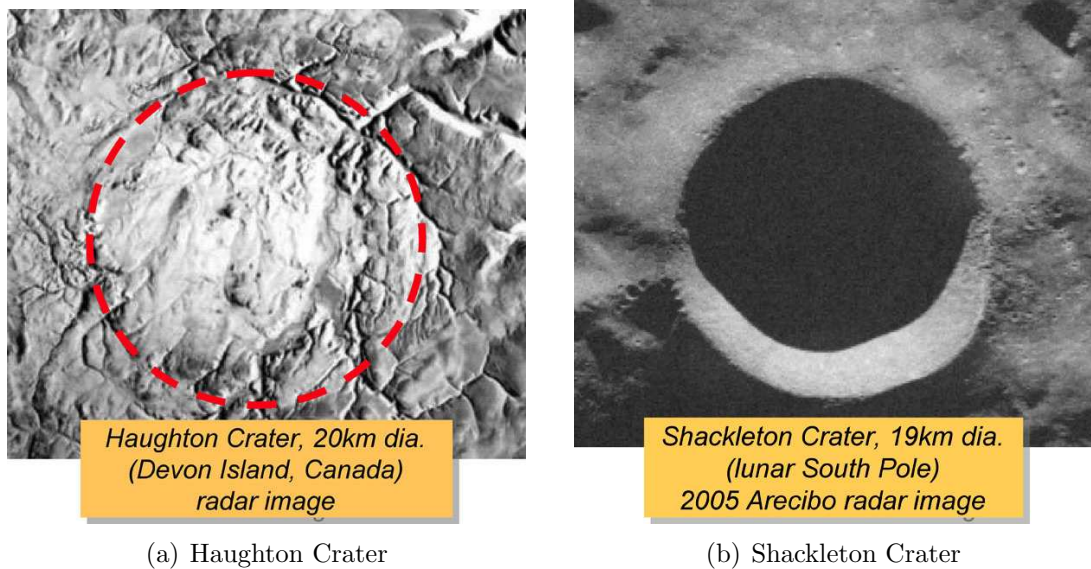 Haughton Crater, 20km dia.
(Devon Island, Canada)
radar image
Shackleton Crater, 19km dia.
(lunar South Pole)
2005 Arecibo radar image
(a) Haughton Crater
(b) Shackleton Crater